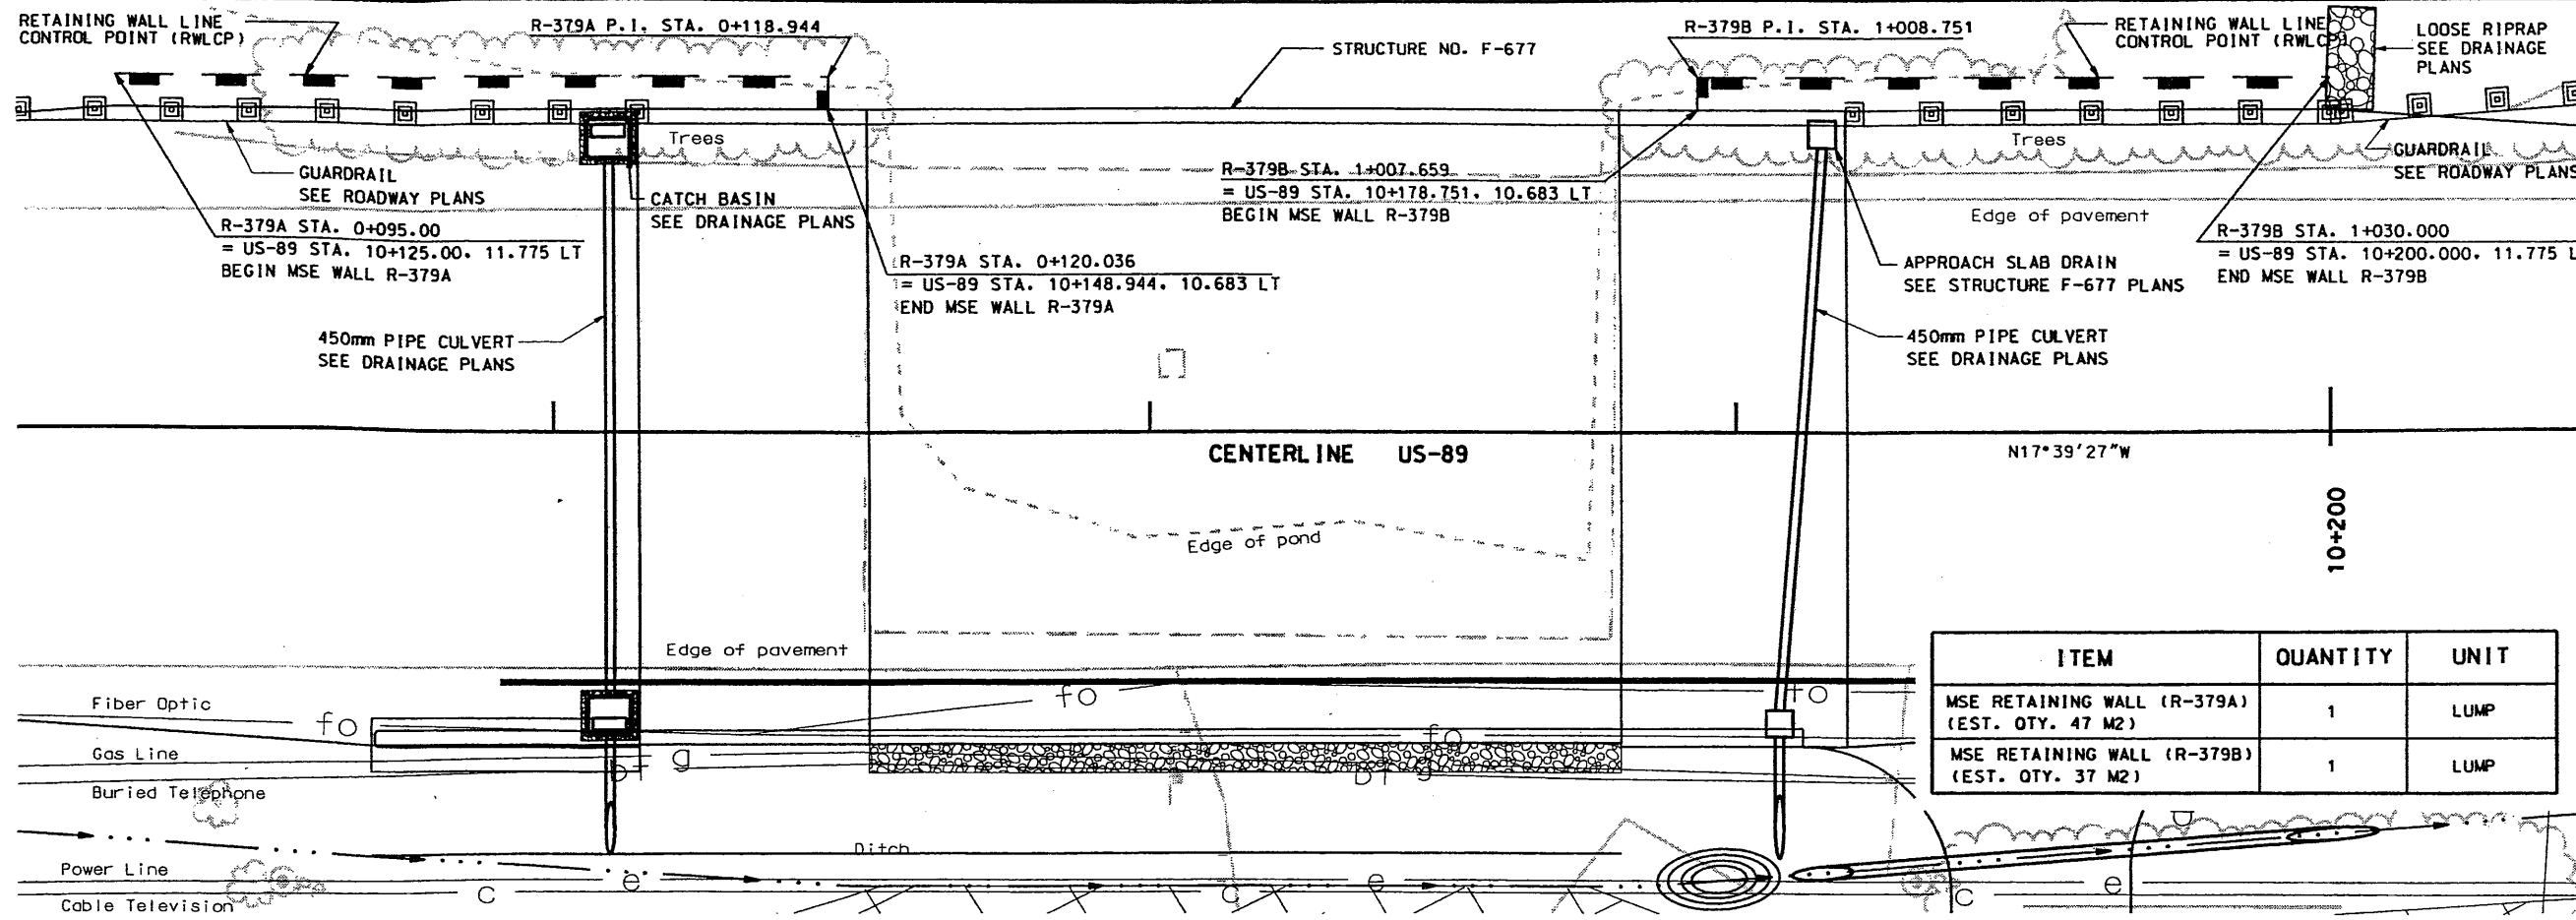 RETAINING WALL LINE
CONTROL POINT (RWLCP)
R-379A P.I. STA. 0+118.944
STRUCTURE NO. F-677
R-379B P.I. STA. 1+008.751
RETAINING WALL LINE
CONTROL POINT (RWLC
LOOSE RIPRAP
SEE DRAINAGE
PLANS
Trees
Trees
GUARDRAIL
SEE ROADWAY PLANS
CATCH BASIN
SEE DRAINAGE PLANS
R-379B STA. 1+007.659
= US-89 STA. 10+178.751, 10.683 LT
BEGIN MSE WALL R-379B
GUARDRAIL
SEE ROADWAY PLANS
Edge of pavement
R-379A STA. 0+095.00
= US-89 STA. 10+125.00, 11.775 LT
BEGIN MSE WALL R-379A
R-379A STA. 0+120.036
= US-89 STA. 10+148.944, 10.683 LT
END MSE WALL R-379A
APPROACH SLAB DRAIN
SEE STRUCTURE F-677 PLANS
R-379B STA. 1+030.000
= US-89 STA. 10+200.000, 11.775 L
END MSE WALL R-379B
450mm PIPE CULVERT
SEE DRAINAGE PLANS
450mm PIPE CULVERT
SEE DRAINAGE PLANS
CENTERLINE US-89
N17°39'27"W
10+200
Edge of pond
Edge of pavement
ITEM QUANTITY UNIT
MSE RETAINING WALL (R-379A)
(EST. QTY. 47 M2)
1 LUMP
MSE RETAINING WALL (R-379B)
(EST. QTY. 37 M2)
1 LUMP
Fiber Optic
fo
fo
fo
fo
Gas Line
g
Buried Telephone
Ditch
Power Line
c
e
e
c
e
Cable Television